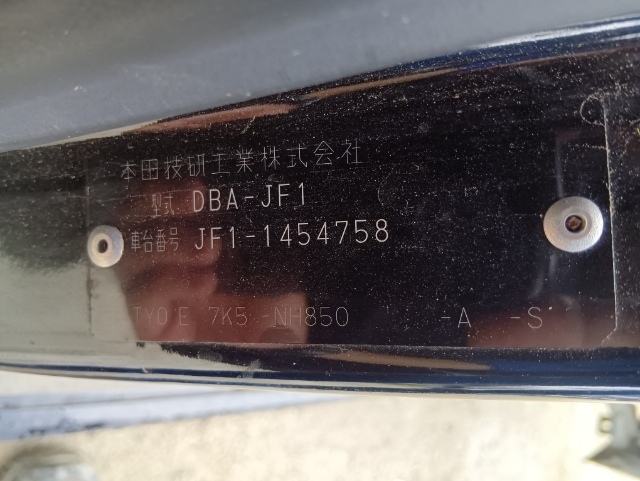 本田技研工業株式会社
型式 DBA-JF1
車台番号 JF1-1454758
TY0 E 7K5 -NH850 -A -S